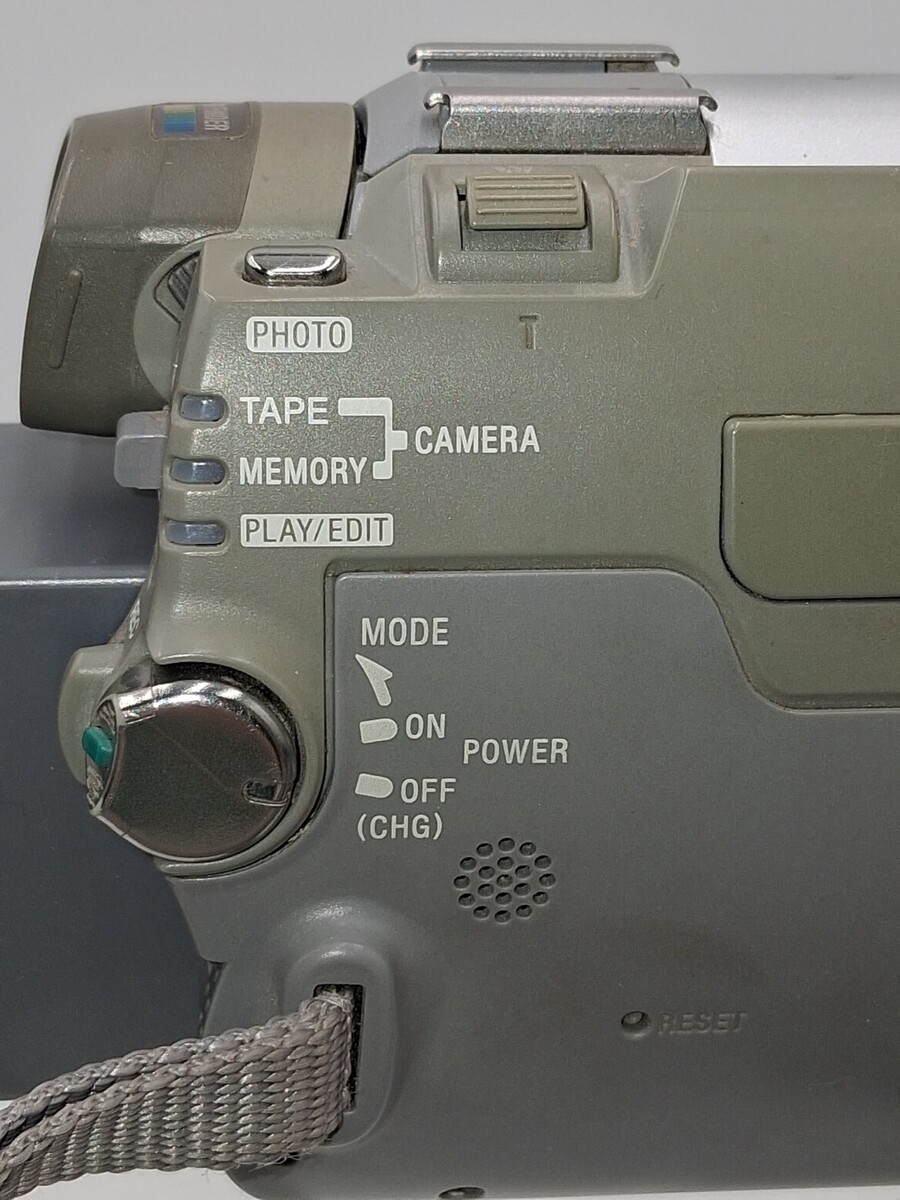 PHOTO
T
TAPE
MEMORY
CAMERA
PLAY/EDIT
MODE
ON
POWER
OFF
(CHG)
RESET